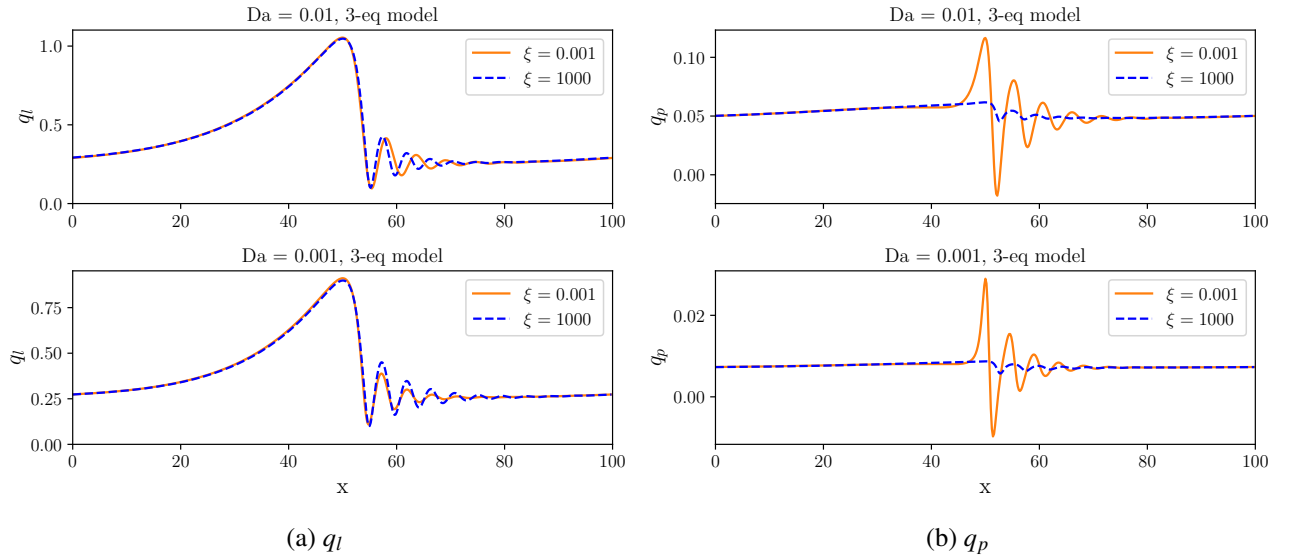 Da = 0.01, 3-eq model
1.0
0.5
0.0
q_l
ξ = 0.001
ξ = 1000
0 20 40 60 80 100
Da = 0.001, 3-eq model
0.75
0.50
0.25
0.00
q_l
ξ = 0.001
ξ = 1000
0 20 40 60 80 100
x
(a) q_l
Da = 0.01, 3-eq model
0.10
0.05
0.00
q_p
ξ = 0.001
ξ = 1000
0 20 40 60 80 100
Da = 0.001, 3-eq model
0.02
0.00
q_p
ξ = 0.001
ξ = 1000
0 20 40 60 80 100
x
(b) q_p